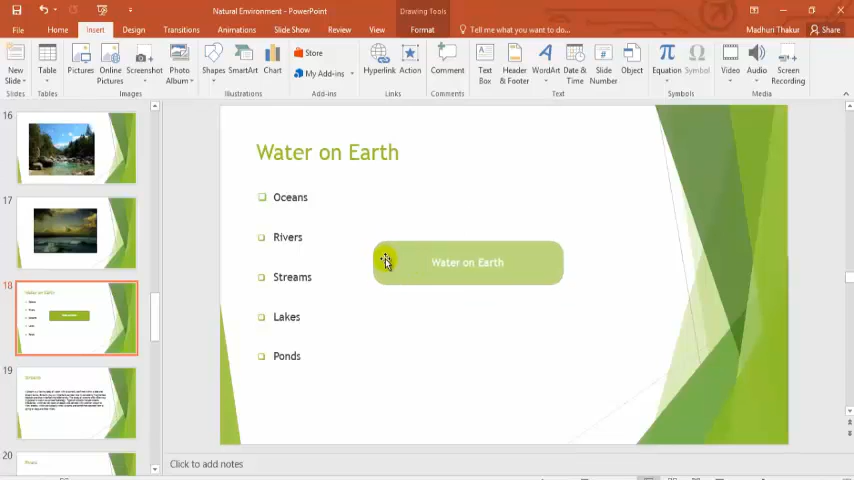 Natural Environment - PowerPoint
Drawing Tools
File Home Insert Design Transitions Animations Slide Show Review View Format Tell me what you want to do... Madhuri Thakur Share
New Slide
Table
Pictures
Online Pictures
Screenshot
Photo Album
Shapes
SmartArt
Chart
Store
My Add-ins
Hyperlink
Action
Comment
Text Box
Header & Footer
WordArt
Date & Time
Slide Number
Object
Equation
Symbol
Video
Audio
Screen Recording
Slides Tables Images Illustrations Add-ins Links Comments Text Symbols Media
16
17
18
19
20
Water on Earth
Oceans
Rivers
Water on Earth
Streams
Lakes
Ponds
Click to add notes